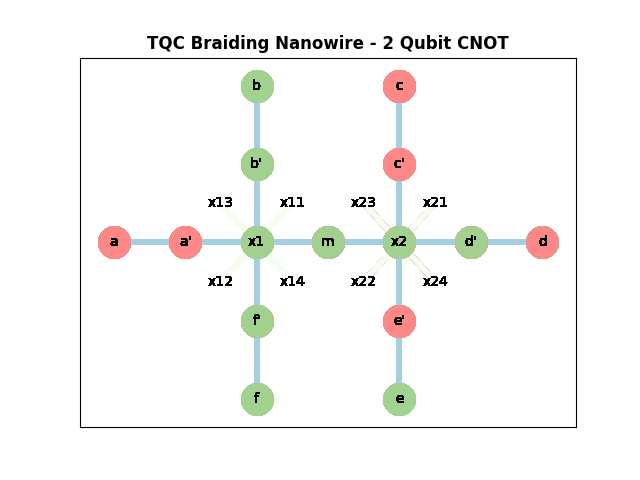 TQC Braiding Nanowire - 2 Qubit CNOT
b c
b' c'
x13 x11 x23 x21
a a' x1 m x2 d' d
x12 x14 x22 x24
f' e'
f e